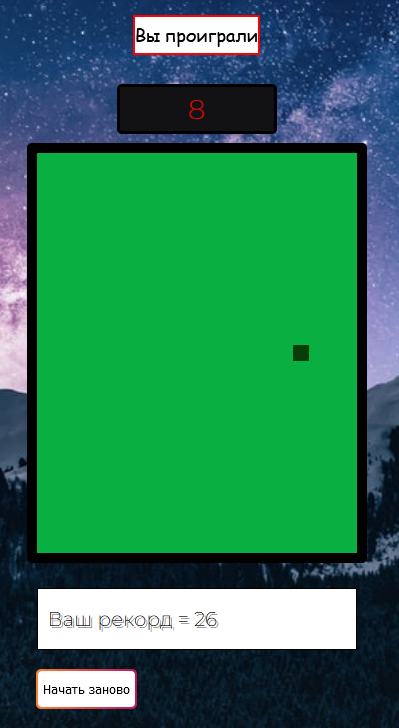 Вы проиграли
8
Ваш рекорд = 26
Начать заново